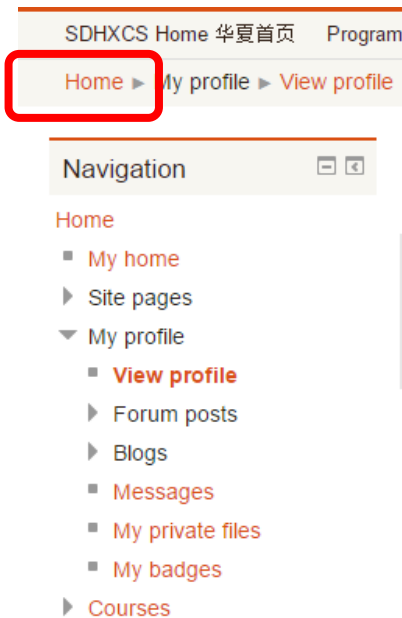 SDHXCS Home 华夏首页 Program
Home ► My profile ► View profile
Navigation
Home
My home
Site pages
My profile
View profile
Forum posts
Blogs
Messages
My private files
My badges
Courses